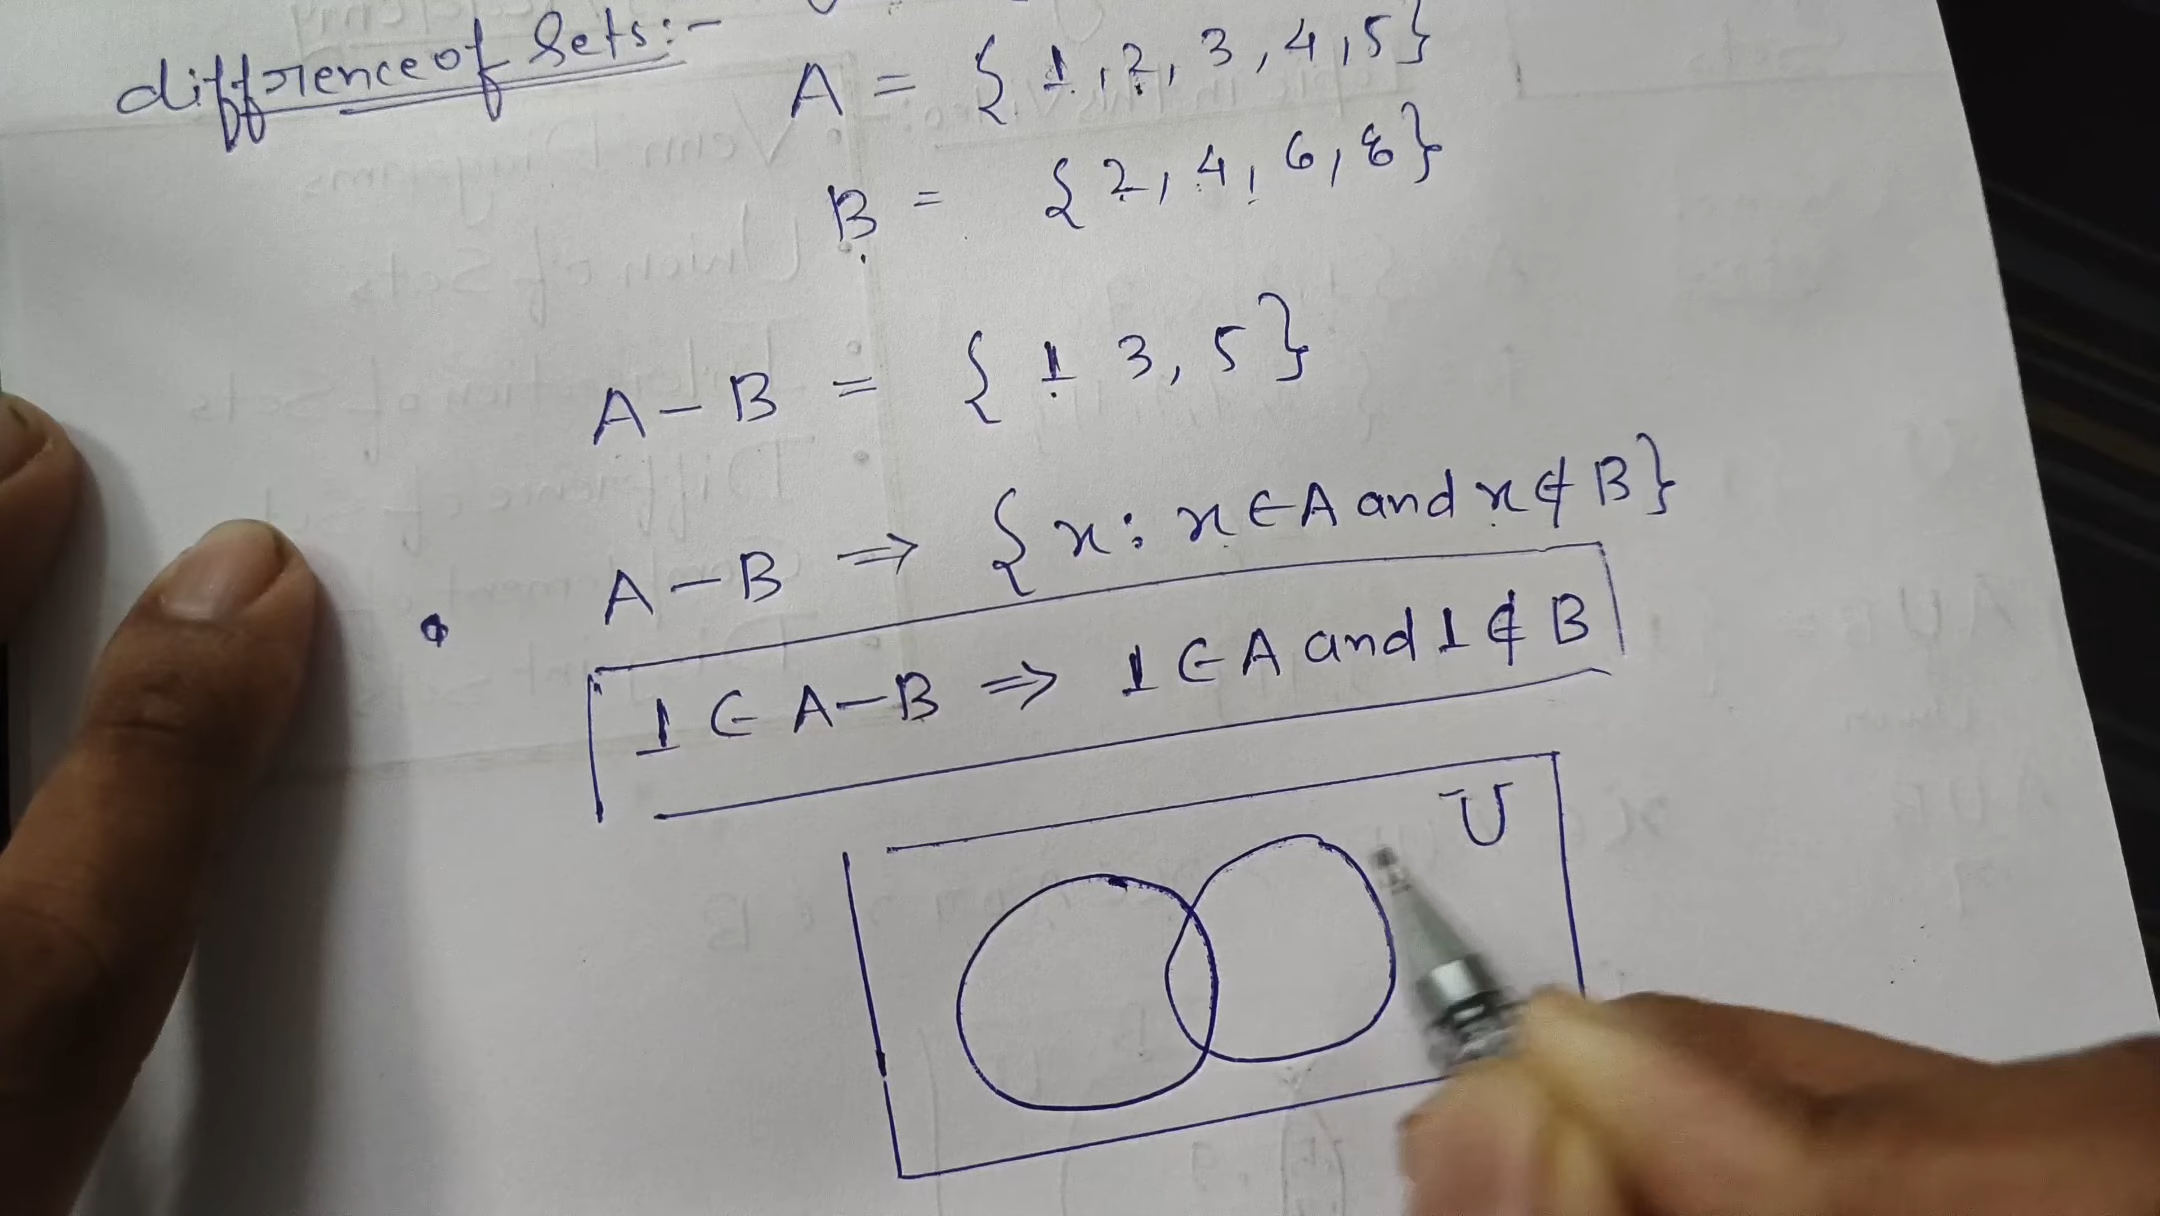 diffrence of Sets:-
A = {1, 2, 3, 4, 5}
B = {2, 4, 6, 8}
A - B = {1 3, 5}
A - B ⇒ {x: x ∈ A and x ∉ B}
1 ∈ A - B ⇒ 1 ∈ A and 1 ∉ B
U